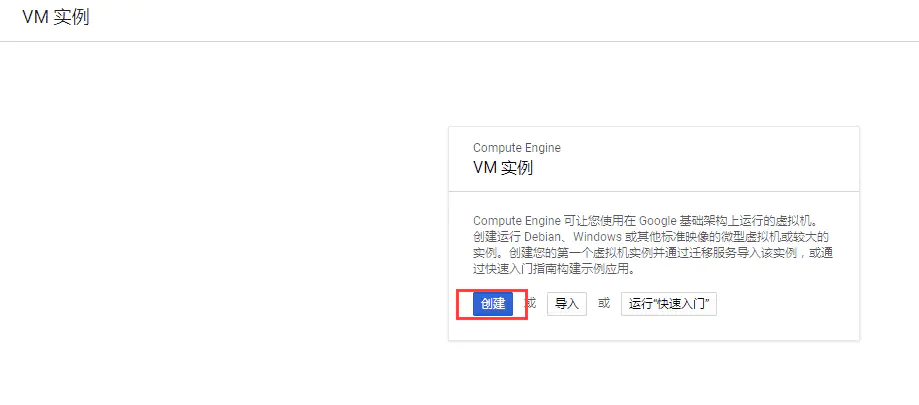 VM 实例
Compute Engine
VM 实例
Compute Engine 可让您使用在 Google 基础架构上运行的虚拟机。
创建运行 Debian、Windows 或其他标准映像的微型虚拟机或较大的
实例。创建您的第一个虚拟机实例并通过迁移服务导入该实例，或通
过快速入门指南构建示例应用。
创建 或 导入 或 运行“快速入门”